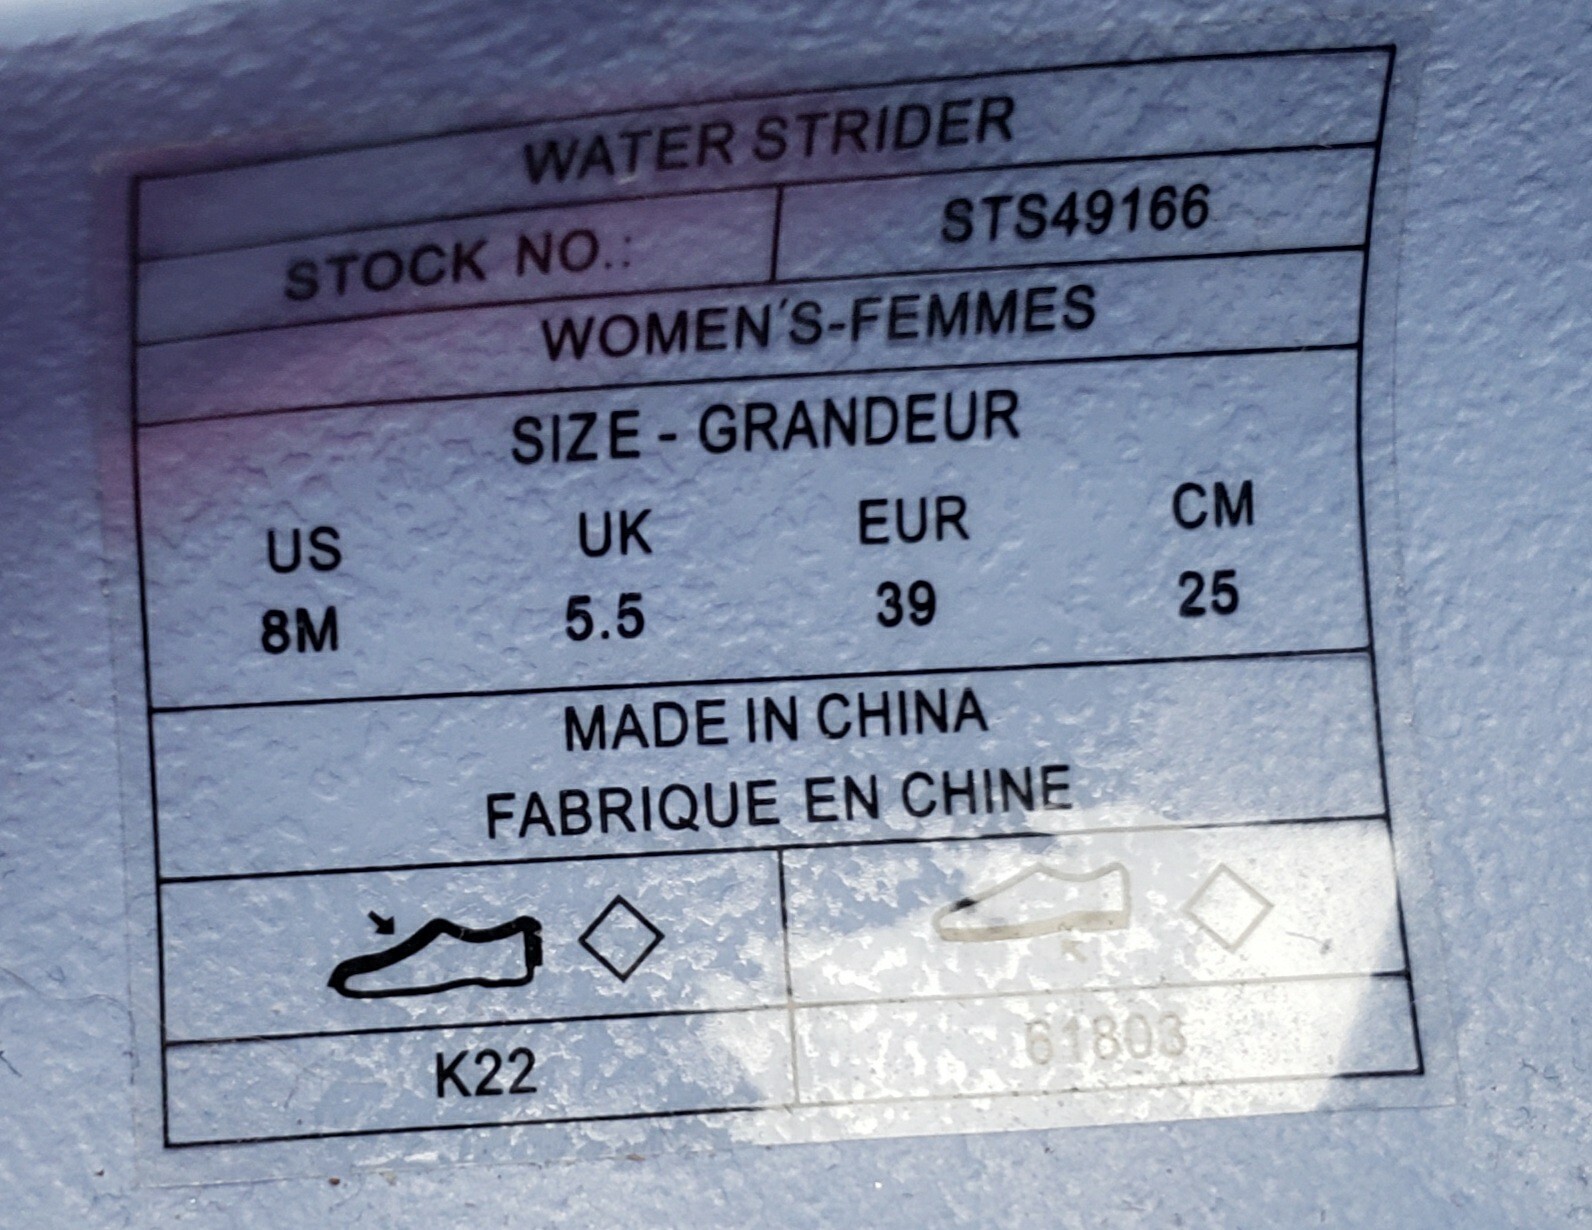 WATER STRIDER
STOCK NO.: STS49166
WOMEN'S-FEMMES
SIZE - GRANDEUR
US UK EUR CM
8M 5.5 39 25
MADE IN CHINA
FABRIQUE EN CHINE
K22 61803